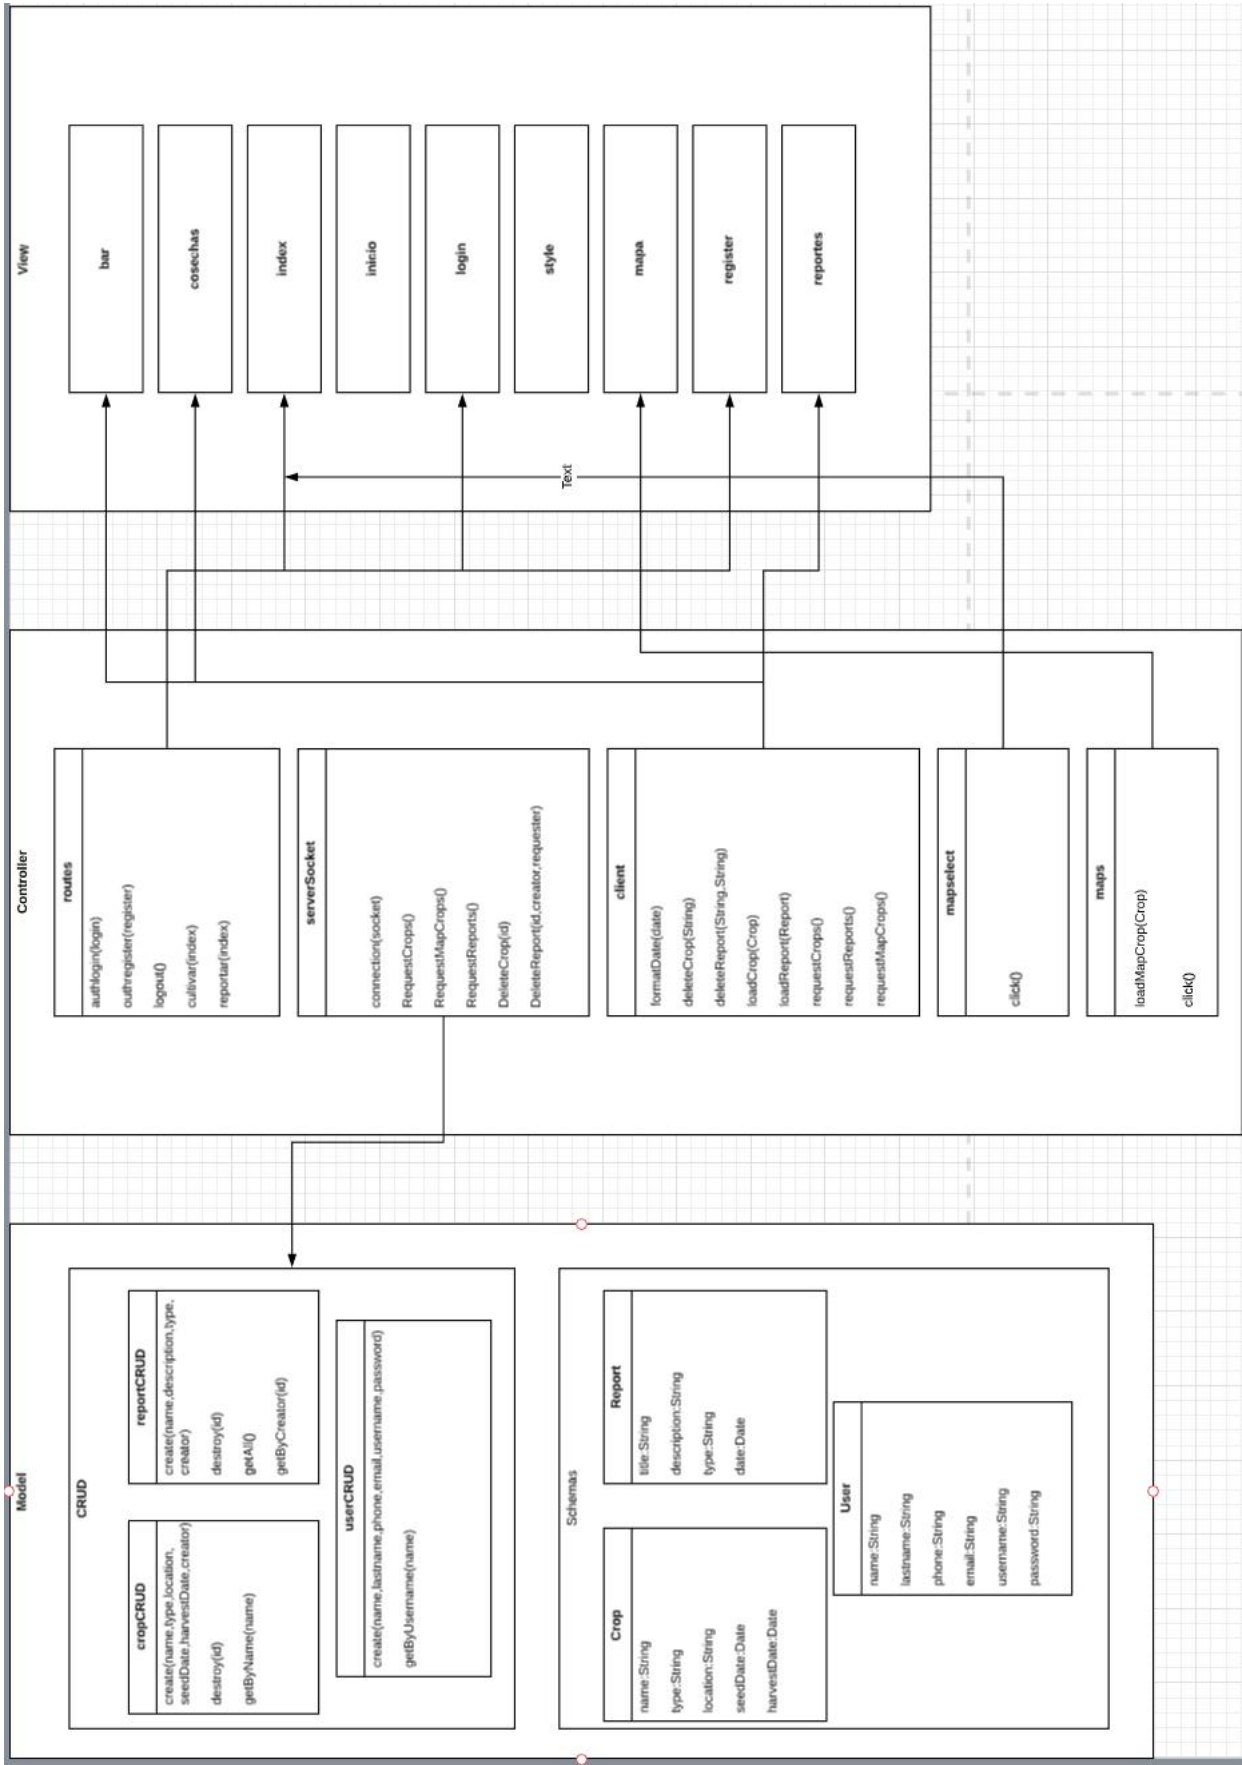 Model
CRUD
cropCRUD
create(name,type,location,
seedDate,harvestDate,creator)
destroy(id)
getByName(name)
reportCRUD
create(name,description,type,
creator)
destroy(id)
getAll()
getByCreator(id)
userCRUD
create(name,lastname,phone,email,username,password)
getByUsername(name)
Schemas
Crop
name:String
type:String
location:String
seedDate:Date
harvestDate:Date
Report
title:String
description:String
type:String
date:Date
User
name:String
lastname:String
phone:String
email:String
username:String
password:String
Controller
routes
authlogin(login)
outhregister(register)
logout()
cultivar(index)
reportar(index)
serverSocket
connection(socket)
RequestCrops()
RequestMapCrops()
RequestReports()
DeleteCrop(id)
DeleteReport(id,creator,requester)
client
formatDate(date)
deleteCrop(String)
deleteReport(String,String)
loadCrop(Crop)
loadReport(Report)
requestCrops()
requestReports()
requestMapCrops()
mapselect
click()
maps
loadMapCrop(Crop)
click()
View
bar
cosechas
index
inicio
login
style
mapa
register
reportes
Text